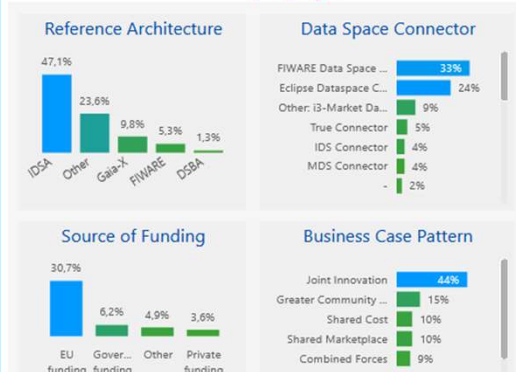 Reference Architecture
47,1%
23,6%
9,8%
5,3%
1,3%
IDSA
Other
Gaia-X
FIWARE
DSBA
Data Space Connector
FIWARE Data Space ... 33%
Eclipse Dataspace C... 24%
Other: i3-Market Da... 9%
True Connector 5%
IDS Connector 4%
MDS Connector 4%
- 2%
Source of Funding
30,7%
6,2%
4,9%
3,6%
EU Gover... Other Private
funding funding funding
Business Case Pattern
Joint Innovation 44%
Greater Community ... 15%
Shared Cost 10%
Shared Marketplace 10%
Combined Forces 9%